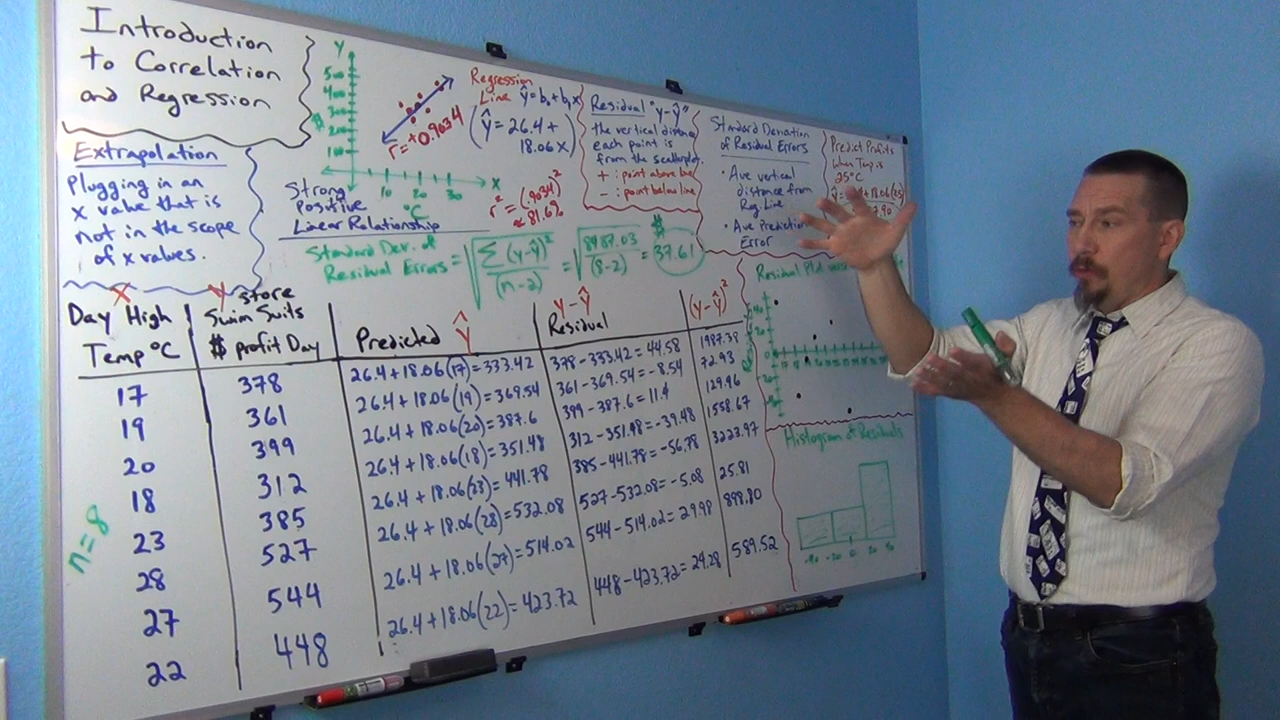 Introduction
to Correlation
and Regression
Extrapolation
Plugging in an
x value that is
not in the scope
of x values.
Y
500
400
300
200
100
$
10 20 30 X
°C
r=+0.9034
Strong
Positive
Linear Relationship
Regression
Line ŷ=b₀+b₁x
(ŷ=26.4+
18.06x)
r²=(.9034)²
≈81.6%
Residual "y-ŷ"
the vertical distance
each point is
from the scatterplot.
+ : point above line
- : point below line
Standard Deviation
of Residual Errors
• Ave vertical
distance from
Reg. Line
• Ave Prediction
Error
Predict Profits
when Temp is
25°C
+18.06(25)
Standard Dev. of
Residual Errors = √(Σ(y-ŷ)²/(n-2)) = √(8487.03/(8-2)) = $37.61
X Y Ŷ y-ŷ (y-ŷ)²
Day High Temp °C | store Swim Suits $ profit Day | Predicted | Residual
17 378 26.4+18.06(17)=333.42 378-333.42=44.58 1987.38
19 361 26.4+18.06(19)=369.54 361-369.54=-8.54 72.93
20 399 26.4+18.06(20)=387.6 399-387.6=11.4 129.96
18 312 26.4+18.06(18)=351.48 312-351.48=-39.48 1558.67
23 385 26.4+18.06(23)=441.78 385-441.78=-56.78 3223.97
28 527 26.4+18.06(28)=532.08 527-532.08=-5.08 25.81
27 544 26.4+18.06(27)=514.02 544-514.02=29.98 898.80
22 448 26.4+18.06(22)=423.72 448-423.72=24.28 589.52
n=8
Residual Plot
Histogram of Residuals